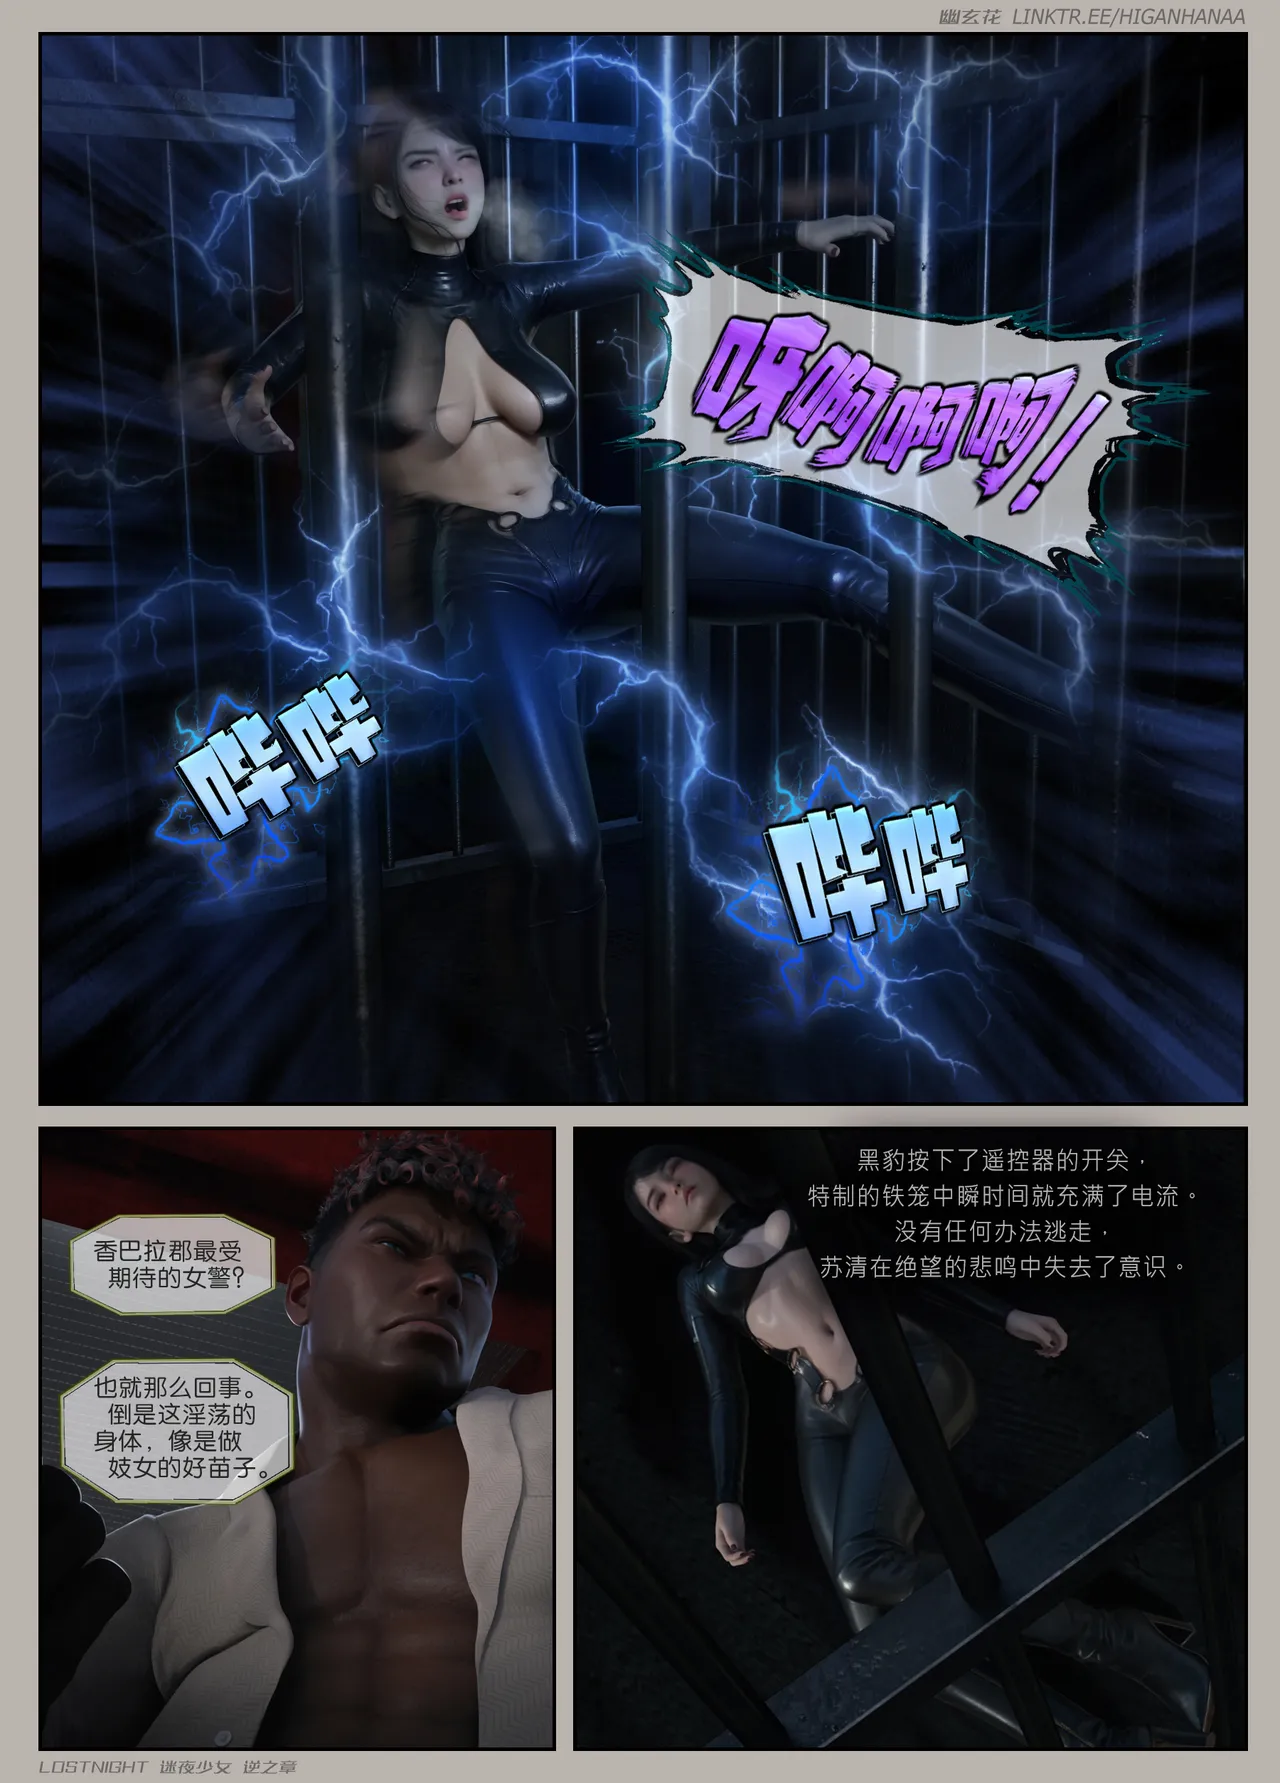 幽玄花 LINKTR.EE/HIGANHANAA
呀啊啊啊！
哔哔
哔哔
香巴拉郡最受
期待的女警？
也就那么回事。
倒是这淫荡的
身体，像是做
妓女的好苗子。
黑豹按下了遥控器的开关，
特制的铁笼中瞬时间就充满了电流。
没有任何办法逃走，
苏清在绝望的悲鸣中失去了意识。
LOSTNIGHT 迷夜少女 逆之章